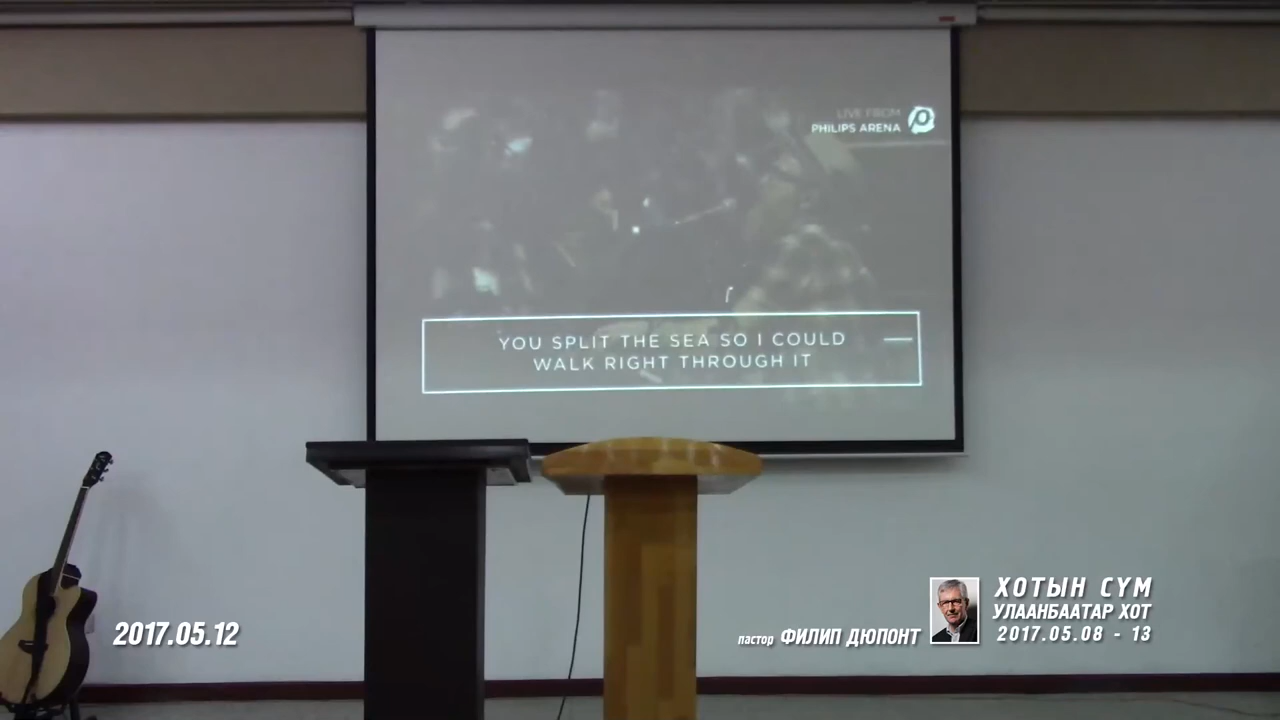 LIVE FROM
PHILIPS ARENA
YOU SPLIT THE SEA SO I COULD
WALK RIGHT THROUGH IT
2017.05.12
пастор ФИЛИП ДЮПОНТ
ХОТЫН СҮМ
УЛААНБААТАР ХОТ
2017.05.08 - 13